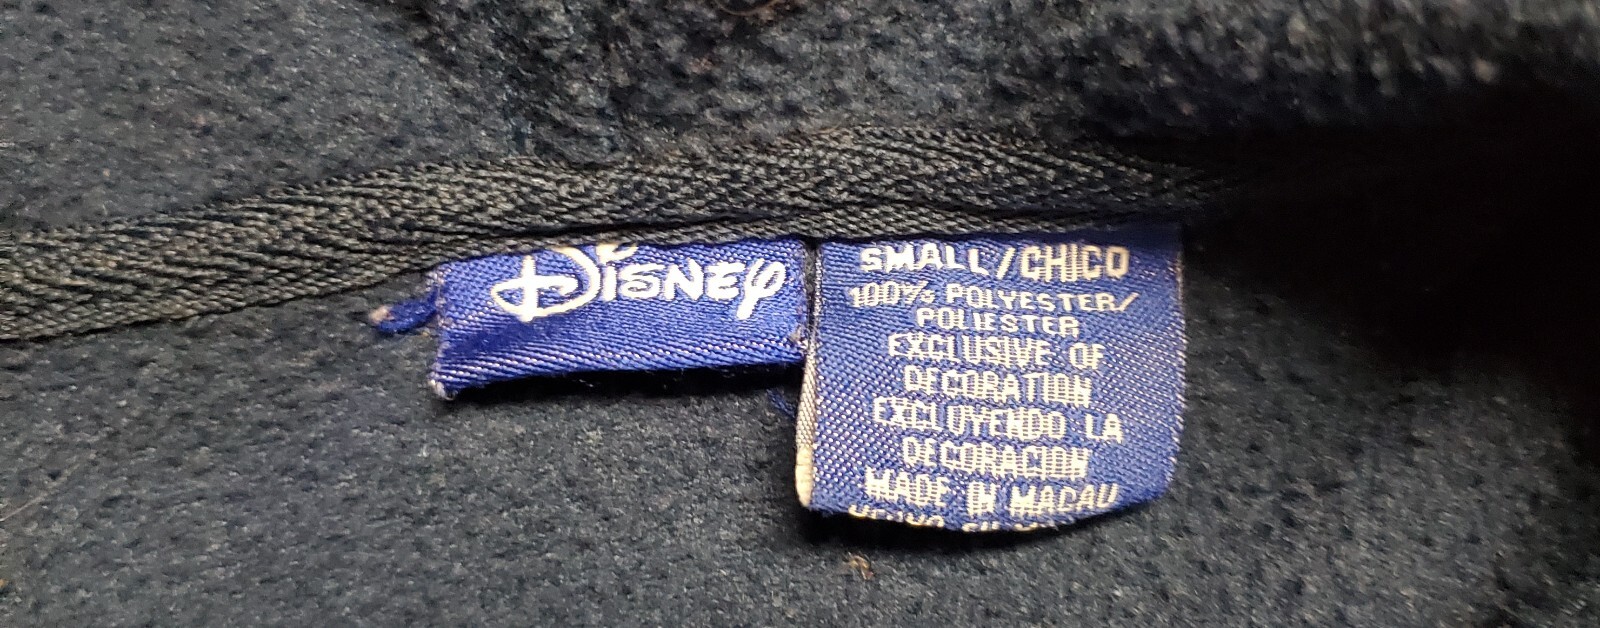 Disney
SMALL/CHICO
100% POLYESTER/
POLIESTER
EXCLUSIVE OF
DECORATION
EXCLUYENDO LA
DECORACION
MADE IN MACAU